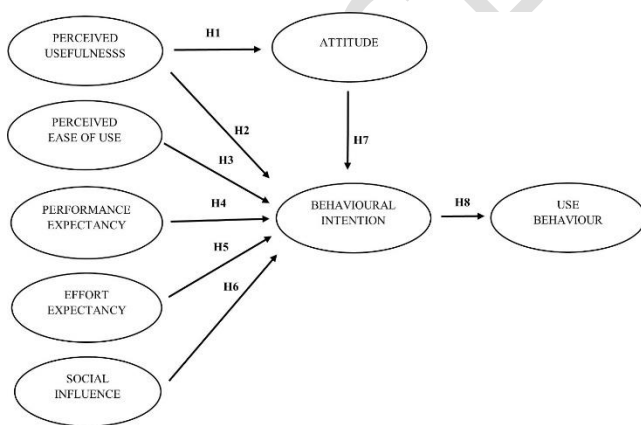 PERCEIVED
USEFULNESSS
H1
ATTITUDE
H2
PERCEIVED
EASE OF USE
H3
H7
PERFORMANCE
EXPECTANCY
H4
BEHAVIOURAL
INTENTION
H8
USE
BEHAVIOUR
H5
EFFORT
EXPECTANCY
H6
SOCIAL
INFLUENCE